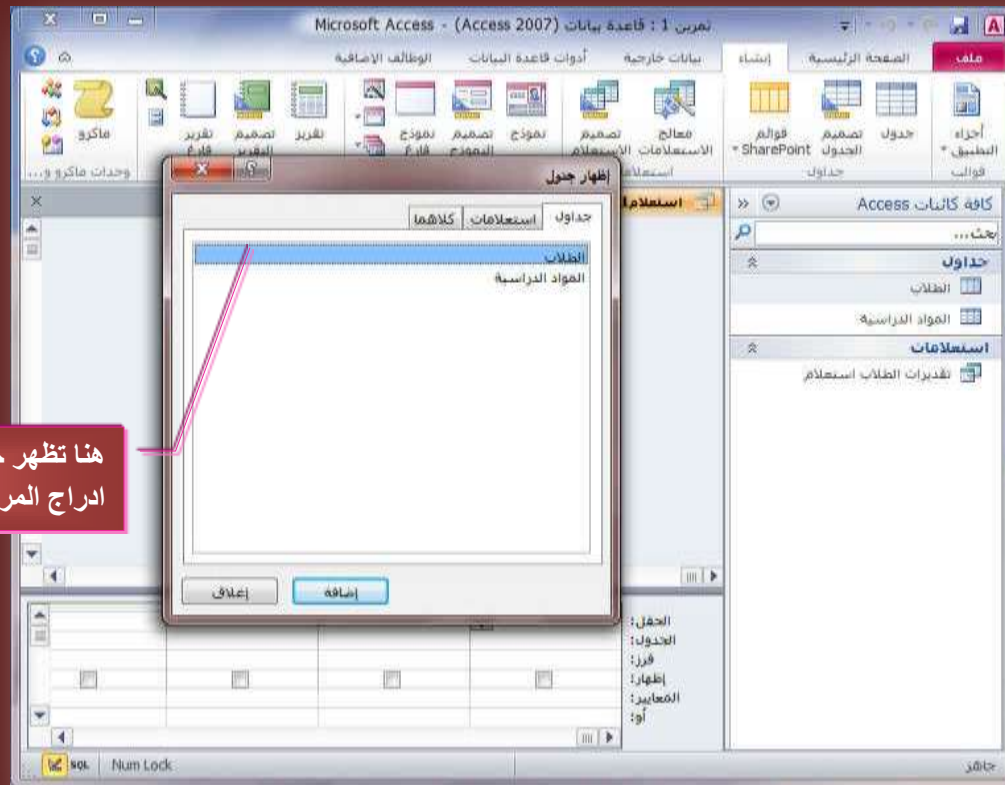 تمرين 1 : قاعدة بيانات (Access 2007) - Microsoft Access
ملف
الصفحة الرئيسية
إنشاء
بيانات خارجية
أدوات قاعدة البيانات
الوظائف الإضافية
أجزاء التطبيق
جدول
تصميم الجدول
قوائم SharePoint
معالج الاستعلامات
تصميم الاستعلام
نموذج
تصميم النموذج
نموذج فارغ
تقرير
تصميم التقرير
تقرير فارغ
ماكرو
قوالب
جداول
وحدات ماكرو و...
كافة كائنات Access
بحث...
جداول
الطلاب
المواد الدراسية
استعلامات
تقديرات الطلاب استعلام
إظهار جدول
جداول
استعلامات
كلاهما
الطلاب
المواد الدراسية
إضافة
إغلاق
هنا تظهر
ادراج
الحقل:
الجدول:
فرز:
إظهار:
المعايير:
أو:
جاهز
Num Lock
SQL